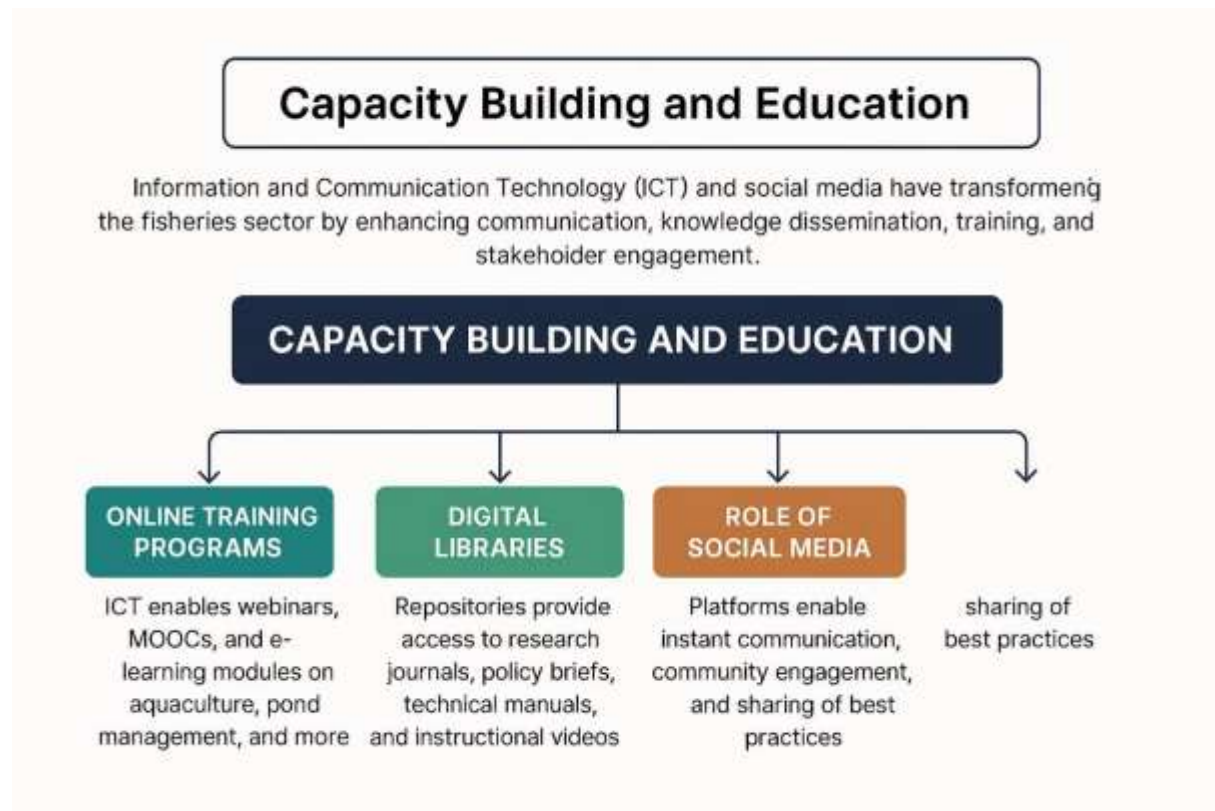 Capacity Building and Education
Information and Communication Technology (ICT) and social media have transformenġ
the fisheries sector by enhancing communication, knowledge dissemination, training, and
stakehoider engagement.
CAPACITY BUILDING AND EDUCATION
ONLINE TRAINING
PROGRAMS
ICT enables webinars,
MOOCs, and e-
learning modules on
aquaculture, pond
management, and more
DIGITAL
LIBRARIES
Repositories provide
access to research
journals, policy briefs,
technical manuals,
and instructional videos
ROLE OF
SOCIAL MEDIA
Platforms enable
instant communication,
community engagement,
and sharing of best
practices
sharing of
best practices